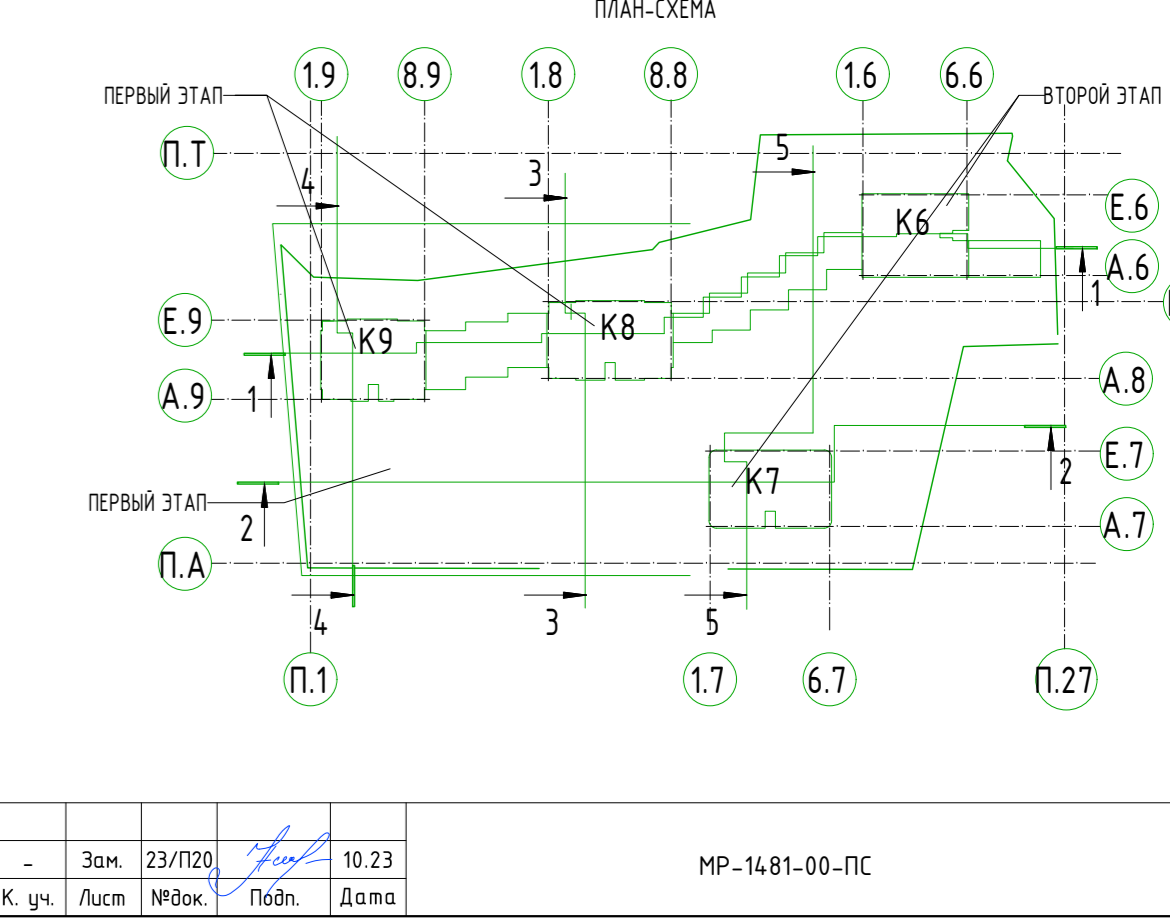 ПЛАН-СХЕМА
1.9 8.9 1.8 8.8 1.6 6.6
ПЕРВЫЙ ЭТАП ВТОРОЙ ЭТАП
П.Т 5
4 3
К6 Е.6
А.6
1
Е.9 К9 К8
1
А.9 А.8
К7 Е.7
2
ПЕРВЫЙ ЭТАП
2 А.7
П.А
4 3 5
П.1 1.7 6.7 П.27
– Зам. 23/П20 10.23
МР-1481-00-ПС
К. уч. Лист №док. Подп. Дата